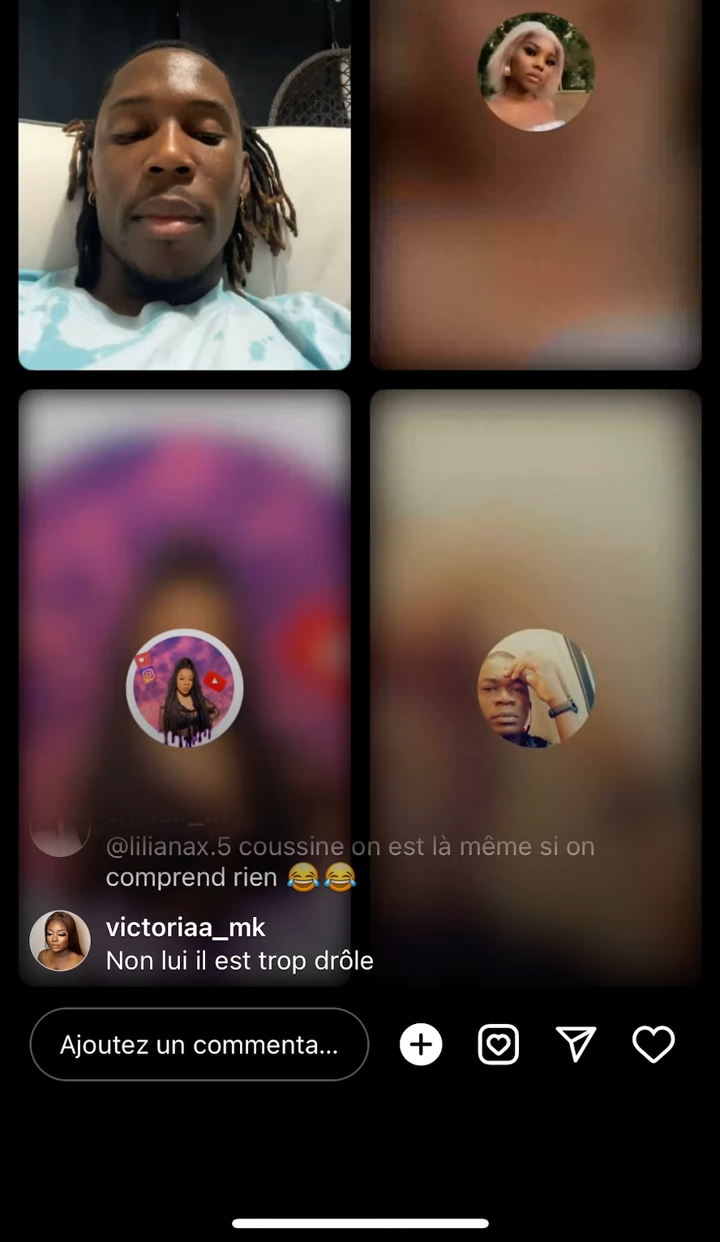 @lilianax.5 coussine on est là même si on
comprend rien 😂😂
victoriaa_mk
Non lui il est trop drôle
Ajoutez un commenta...